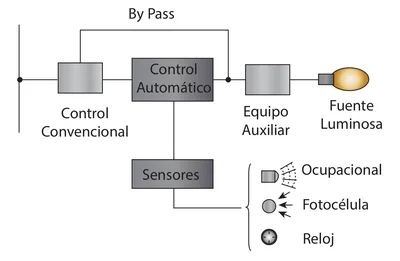 By Pass
Control
Automático
Control
Convencional
Equipo
Auxiliar
Fuente
Luminosa
Sensores
Ocupacional
Fotocélula
Reloj